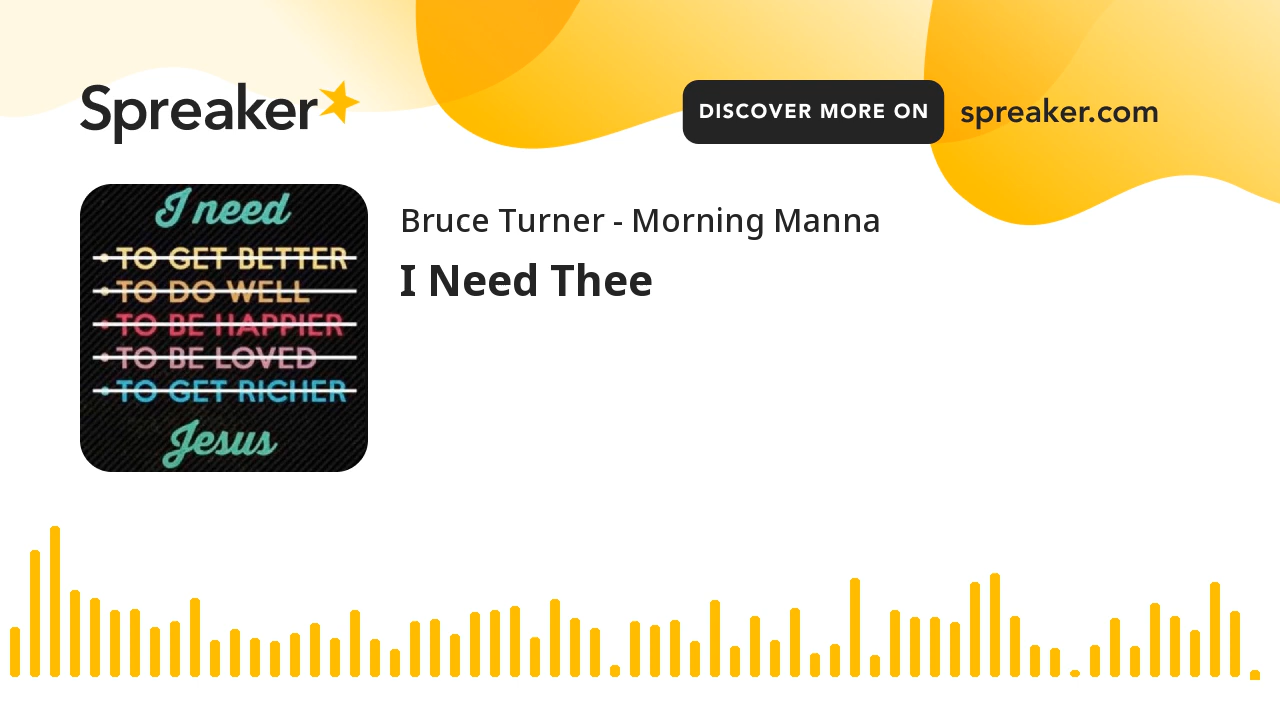 Spreaker
DISCOVER MORE ON spreaker.com
I need
• TO GET BETTER
• TO DO WELL
• TO BE HAPPIER
• TO BE LOVED
• TO GET RICHER
Jesus
Bruce Turner - Morning Manna
I Need Thee